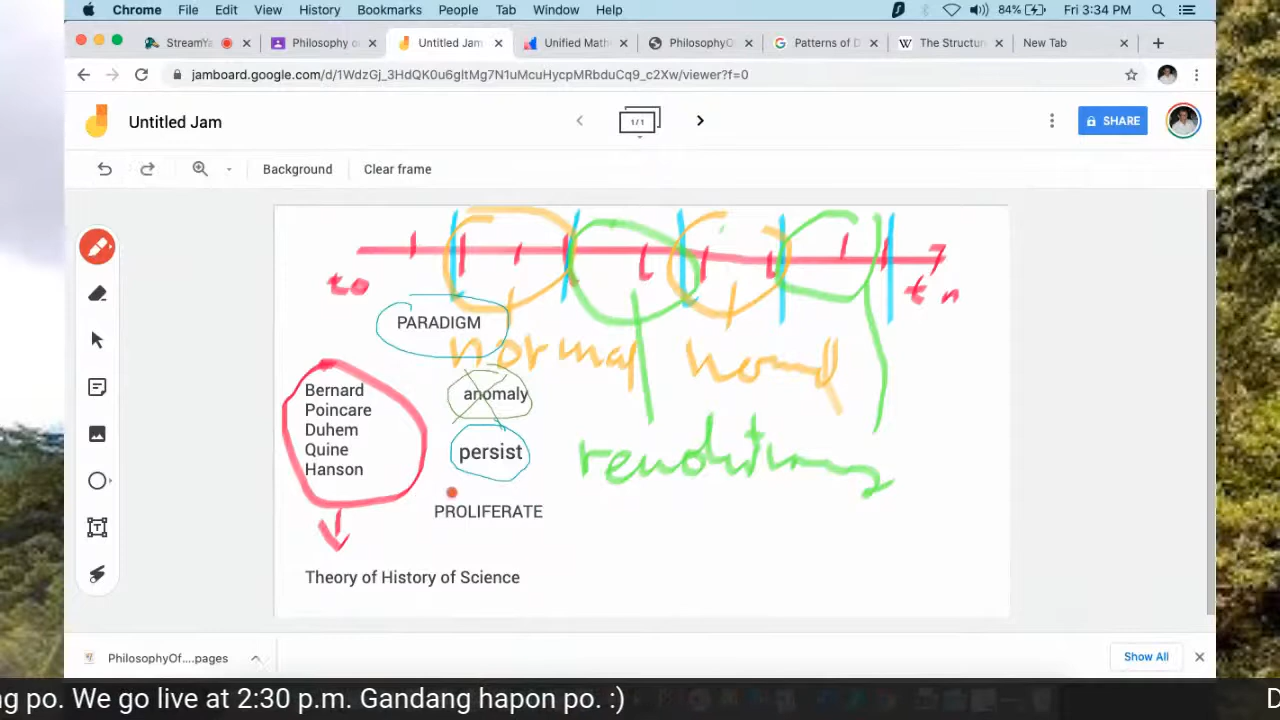 Chrome File Edit View History Bookmarks People Tab Window Help 84% Fri 3:34 PM
StreamYa Philosophy o Untitled Jam Unified Math PhilosophyO Patterns of D The Structur New Tab
jamboard.google.com/d/1WdzGj_3HdQK0u6gltMg7N1uMcuHycpMRbduCq9_c2Xw/viewer?f=0
Untitled Jam 1/1 SHARE
Background Clear frame
to tn
PARADIGM
normal
Bernard
Poincare
Duhem
Quine
Hanson
anomaly
persist
PROLIFERATE
Theory of History of Science
PhilosophyOf....pages Show All
ng po. We go live at 2:30 p.m. Gandang hapon po. :) D